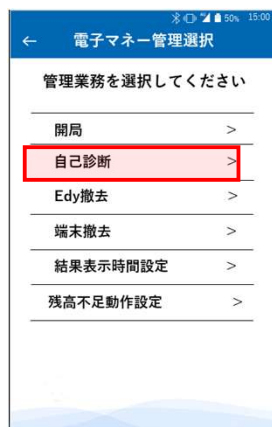 50% 15:00
← 電子マネー管理選択
管理業務を選択してください
開局 >
自己診断 >
Edy撤去 >
端末撤去 >
結果表示時間設定 >
残高不足動作設定 >